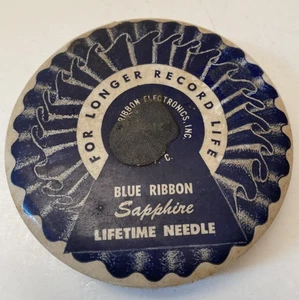 FOR LONGER RECORD LIFE
RIBBON ELECTRONICS, INC.
BLUE RIBBON
Sapphire
LIFETIME NEEDLE